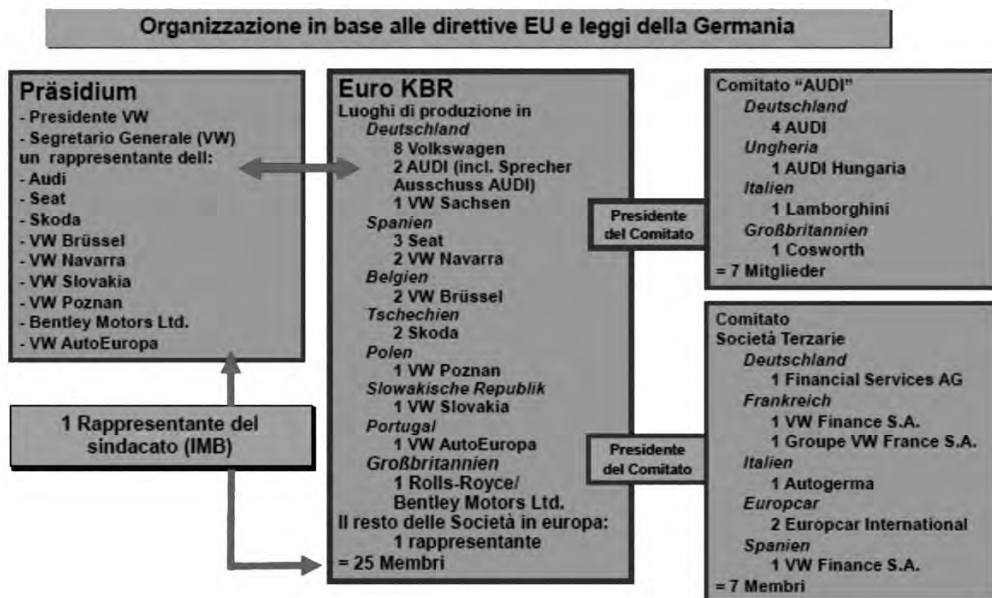 Organizzazione in base alle direttive EU e leggi della Germania
Präsidium
- Presidente VW
- Segretario Generale (VW)
un rappresentante dell:
- Audi
- Seat
- Skoda
- VW Brüssel
- VW Navarra
- VW Slovakia
- VW Poznan
- Bentley Motors Ltd.
- VW AutoEuropa
1 Rappresentante del
sindacato (IMB)
Euro KBR
Luoghi di produzione in
Deutschland
8 Volkswagen
2 AUDI (incl. Sprecher
Ausschuss AUDI)
1 VW Sachsen
Spanien
3 Seat
2 VW Navarra
Belgien
2 VW Brüssel
Tschechien
2 Skoda
Polen
1 VW Poznan
Slowakische Republik
1 VW Slovakia
Portugal
1 VW AutoEuropa
Großbritannien
1 Rolls-Royce/
Bentley Motors Ltd.
Il resto delle Società in europa:
1 rappresentante
= 25 Membri
Presidente
del Comitato
Comitato "AUDI"
Deutschland
4 AUDI
Ungheria
1 AUDI Hungaria
Italien
1 Lamborghini
Großbritannien
1 Cosworth
= 7 Mitglieder
Presidente
del Comitato
Comitato
Società Terzarie
Deutschland
1 Financial Services AG
Frankreich
1 VW Finance S.A.
1 Groupe VW France S.A.
Italien
1 Autogerma
Europcar
2 Europcar International
Spanien
1 VW Finance S.A.
= 7 Membri